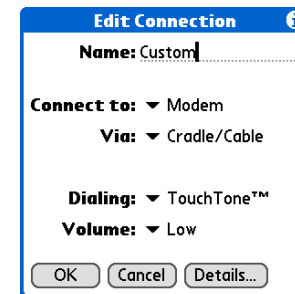 Edit Connection
Name: Custom
Connect to: Modem
Via: Cradle/Cable
Dialing: TouchTone™
Volume: Low
OK Cancel Details...